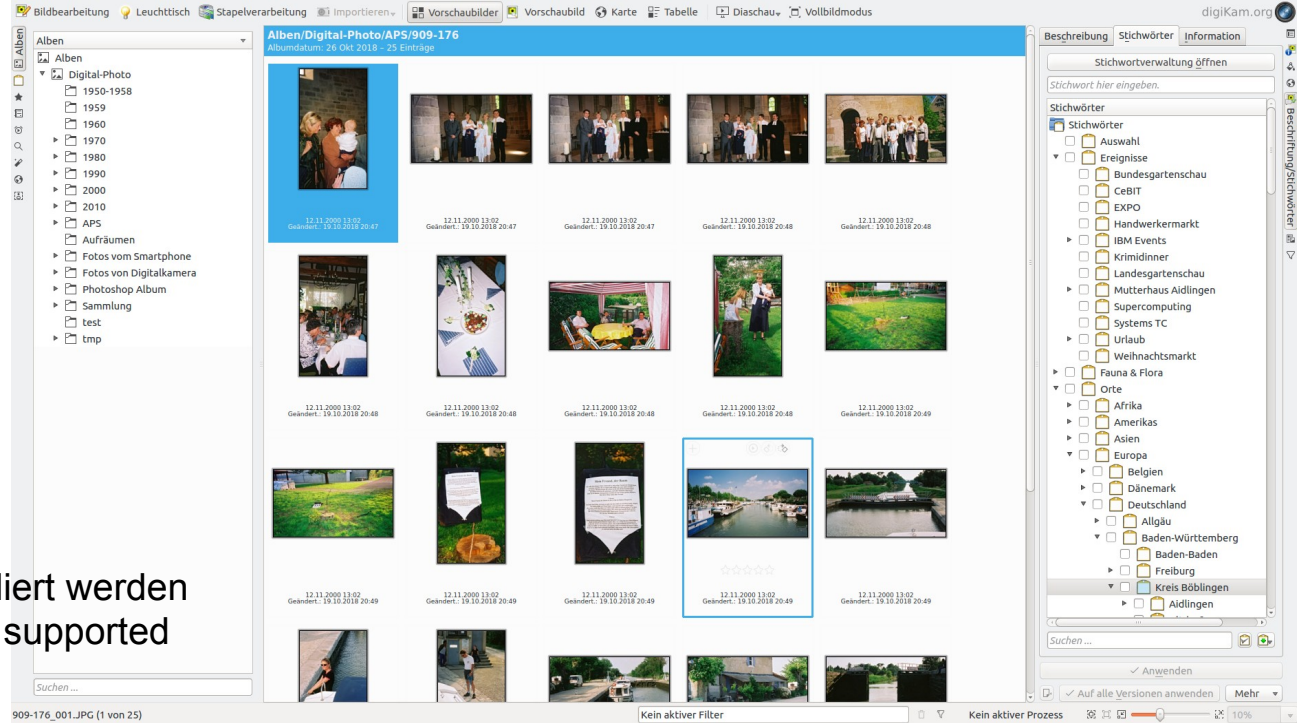 Bildbearbeitung Leuchttisch Stapelverarbeitung Importieren Vorschaubilder Vorschaubild Karte Tabelle Diaschau Vollbildmodus digiKam.org
Alben
Alben
Alben
Digital-Photo
1950-1958
1959
1960
1970
1980
1990
2000
2010
APS
Aufräumen
Fotos vom Smartphone
Fotos von Digitalkamera
Photoshop Album
Sammlung
test
tmp
liert werden
supported
Suchen ...
Alben/Digital-Photo/APS/909-176
Albumdatum: 26 Okt 2018 – 25 Einträge
12.11.2000 13:02 12.11.2000 13:02 12.11.2000 13:02 12.11.2000 13:02 12.11.2000 13:02
Geändert.: 19.10.2018 20:47 Geändert.: 19.10.2018 20:47 Geändert.: 19.10.2018 20:47 Geändert.: 19.10.2018 20:48 Geändert.: 19.10.2018 20:48
12.11.2000 13:02 12.11.2000 13:02 12.11.2000 13:02 12.11.2000 13:02 12.11.2000 13:02
Geändert.: 19.10.2018 20:48 Geändert.: 19.10.2018 20:48 Geändert.: 19.10.2018 20:48 Geändert.: 19.10.2018 20:48 Geändert.: 19.10.2018 20:49
12.11.2000 13:02 12.11.2000 13:02 12.11.2000 13:02 12.11.2000 13:02 12.11.2000 13:02
Geändert.: 19.10.2018 20:49 Geändert.: 19.10.2018 20:49 Geändert.: 19.10.2018 20:49 Geändert.: 19.10.2018 20:49 Geändert.: 19.10.2018 20:49
Beschreibung Stichwörter Information
Stichwortverwaltung öffnen
Stichwort hier eingeben.
Stichwörter
Stichwörter
Auswahl
Ereignisse
Bundesgartenschau
CeBIT
EXPO
Handwerkermarkt
IBM Events
Krimidinner
Landesgartenschau
Mutterhaus Aidlingen
Supercomputing
Systems TC
Urlaub
Weihnachtsmarkt
Fauna & Flora
Orte
Afrika
Amerikas
Asien
Europa
Belgien
Dänemark
Deutschland
Allgäu
Baden-Württemberg
Baden-Baden
Freiburg
Kreis Böblingen
Aidlingen
Suchen ...
Anwenden
Auf alle Versionen anwenden Mehr
Beschriftung/Stichwörter
909-176_001.JPG (1 von 25) Kein aktiver Filter Kein aktiver Prozess 10%